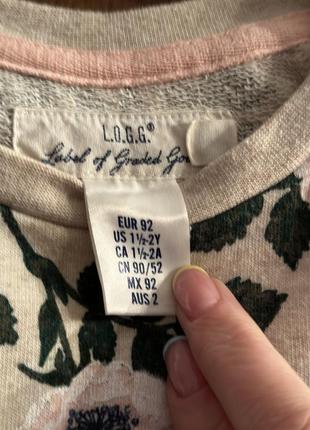 L.O.G.G.®
Label of Graded
EUR 92
US 1½-2Y
CA 1½-2A
CN 90/52
MX 92
AUS 2